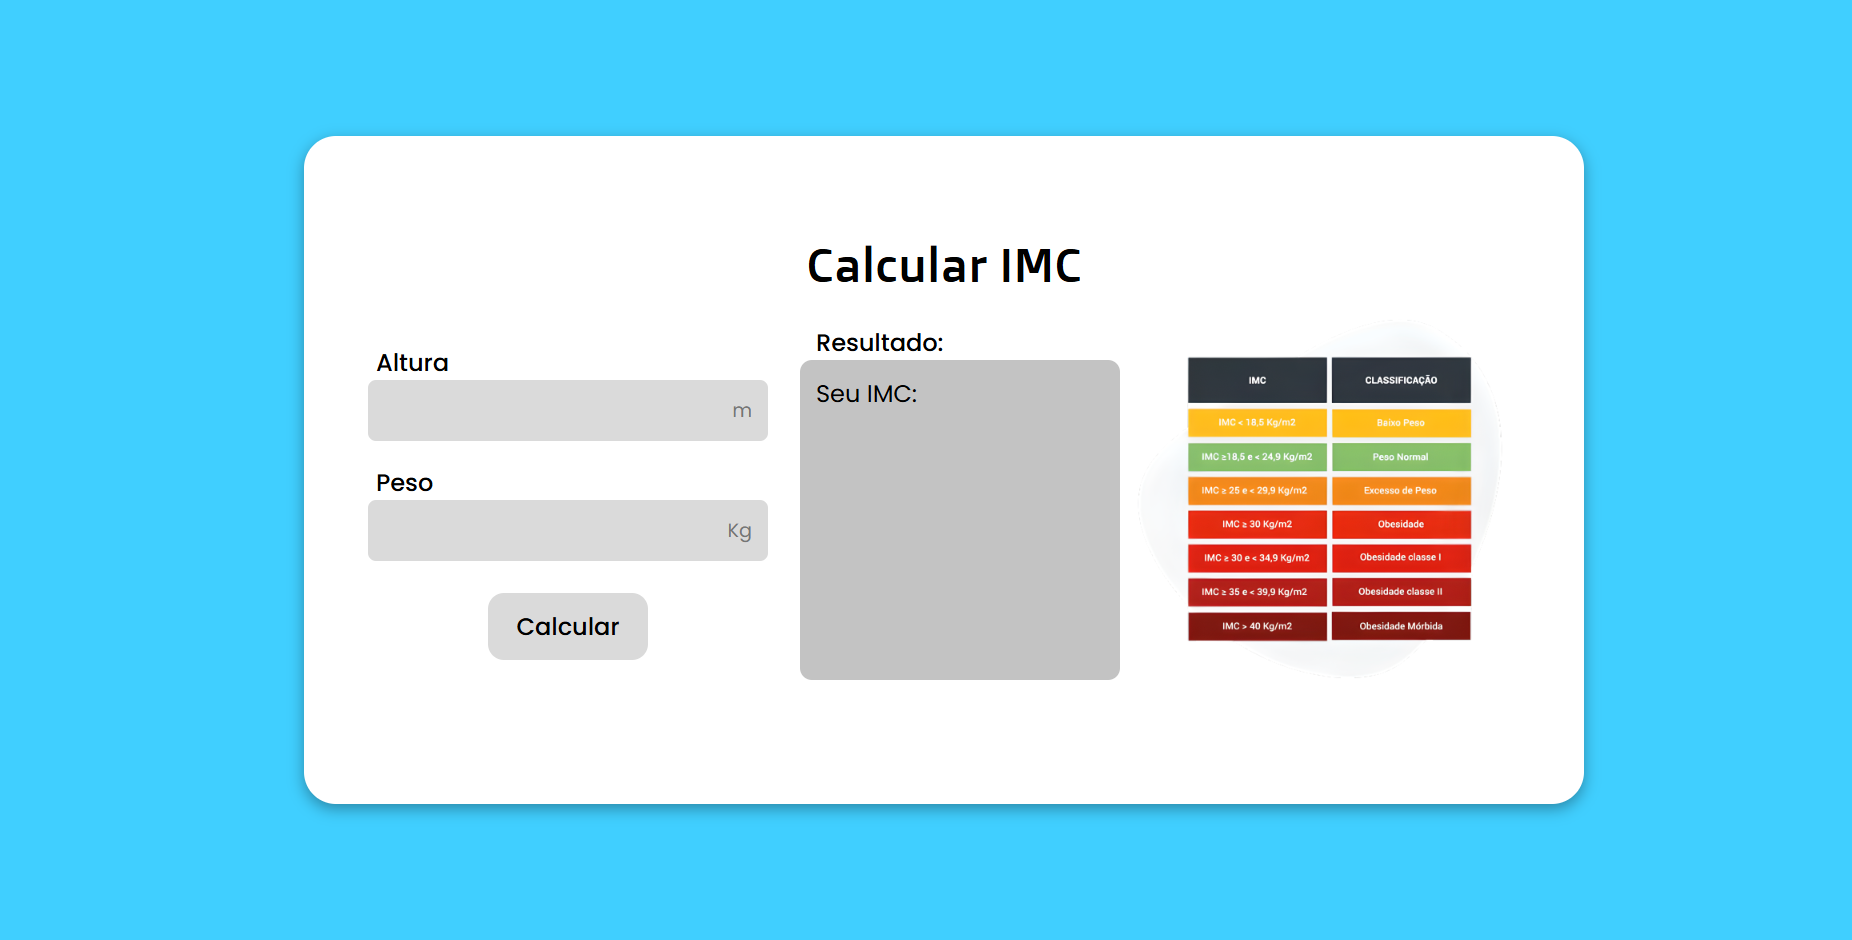 Calcular IMC
Altura
m
Peso
Kg
Calcular
Resultado:
Seu IMC:
IMC CLASSIFICAÇÃO
IMC < 18,5 Kg/m2 Baixo Peso
IMC ≥18,5 e < 24,9 Kg/m2 Peso Normal
IMC ≥ 25 e < 29,9 Kg/m2 Excesso de Peso
IMC ≥ 30 Kg/m2 Obesidade
IMC ≥ 30 e < 34,9 Kg/m2 Obesidade classe I
IMC ≥ 35 e < 39,9 Kg/m2 Obesidade classe II
IMC > 40 Kg/m2 Obesidade Mórbida